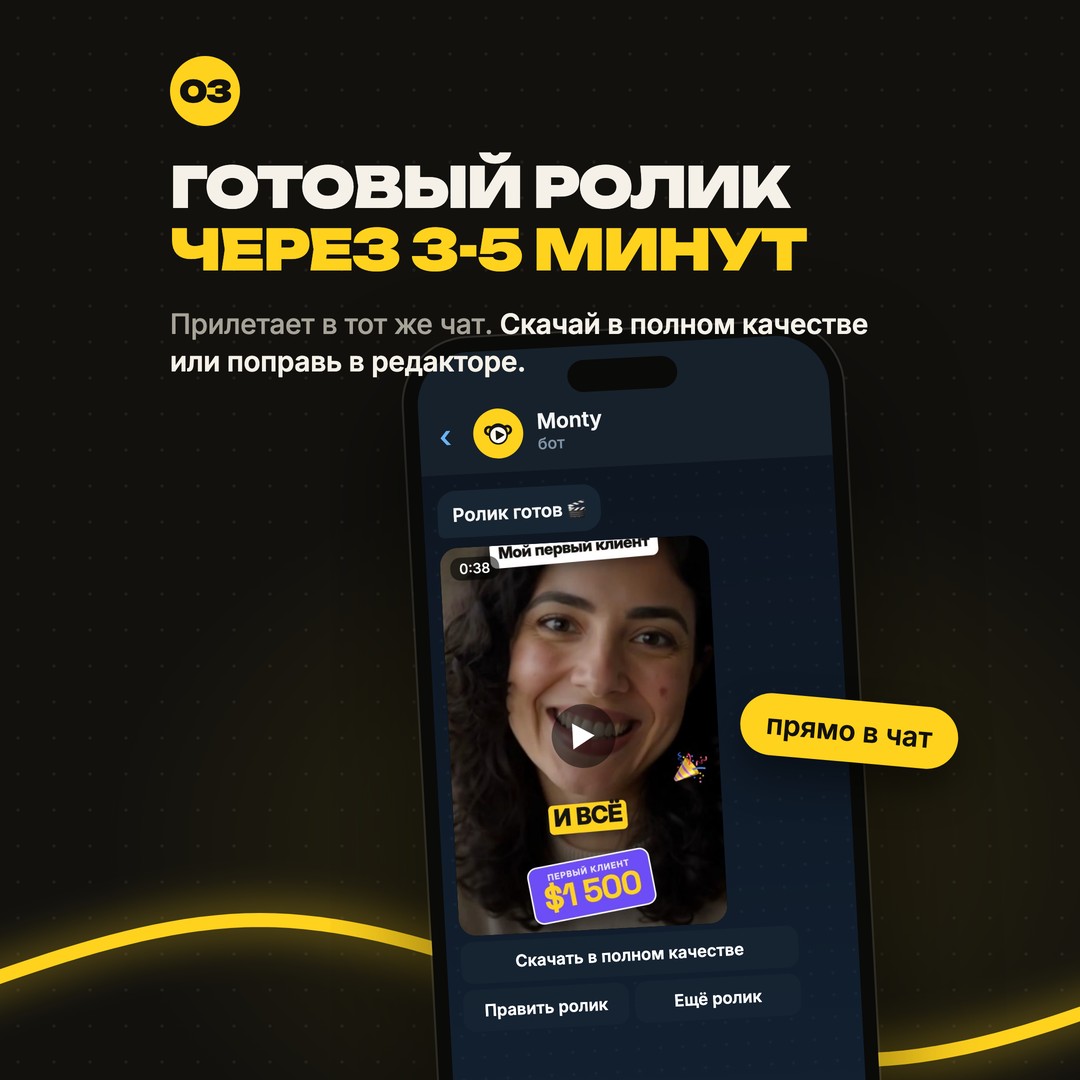 03
ГОТОВЫЙ РОЛИК
ЧЕРЕЗ 3-5 МИНУТ
Прилетает в тот же чат. Скачай в полном качестве
или поправь в редакторе.
Monty
бот
Ролик готов
Мой первый клиент
0:38
прямо в чат
И ВСЁ
ПЕРВЫЙ КЛИЕНТ
$1 500
Скачать в полном качестве
Править ролик
Ещё ролик